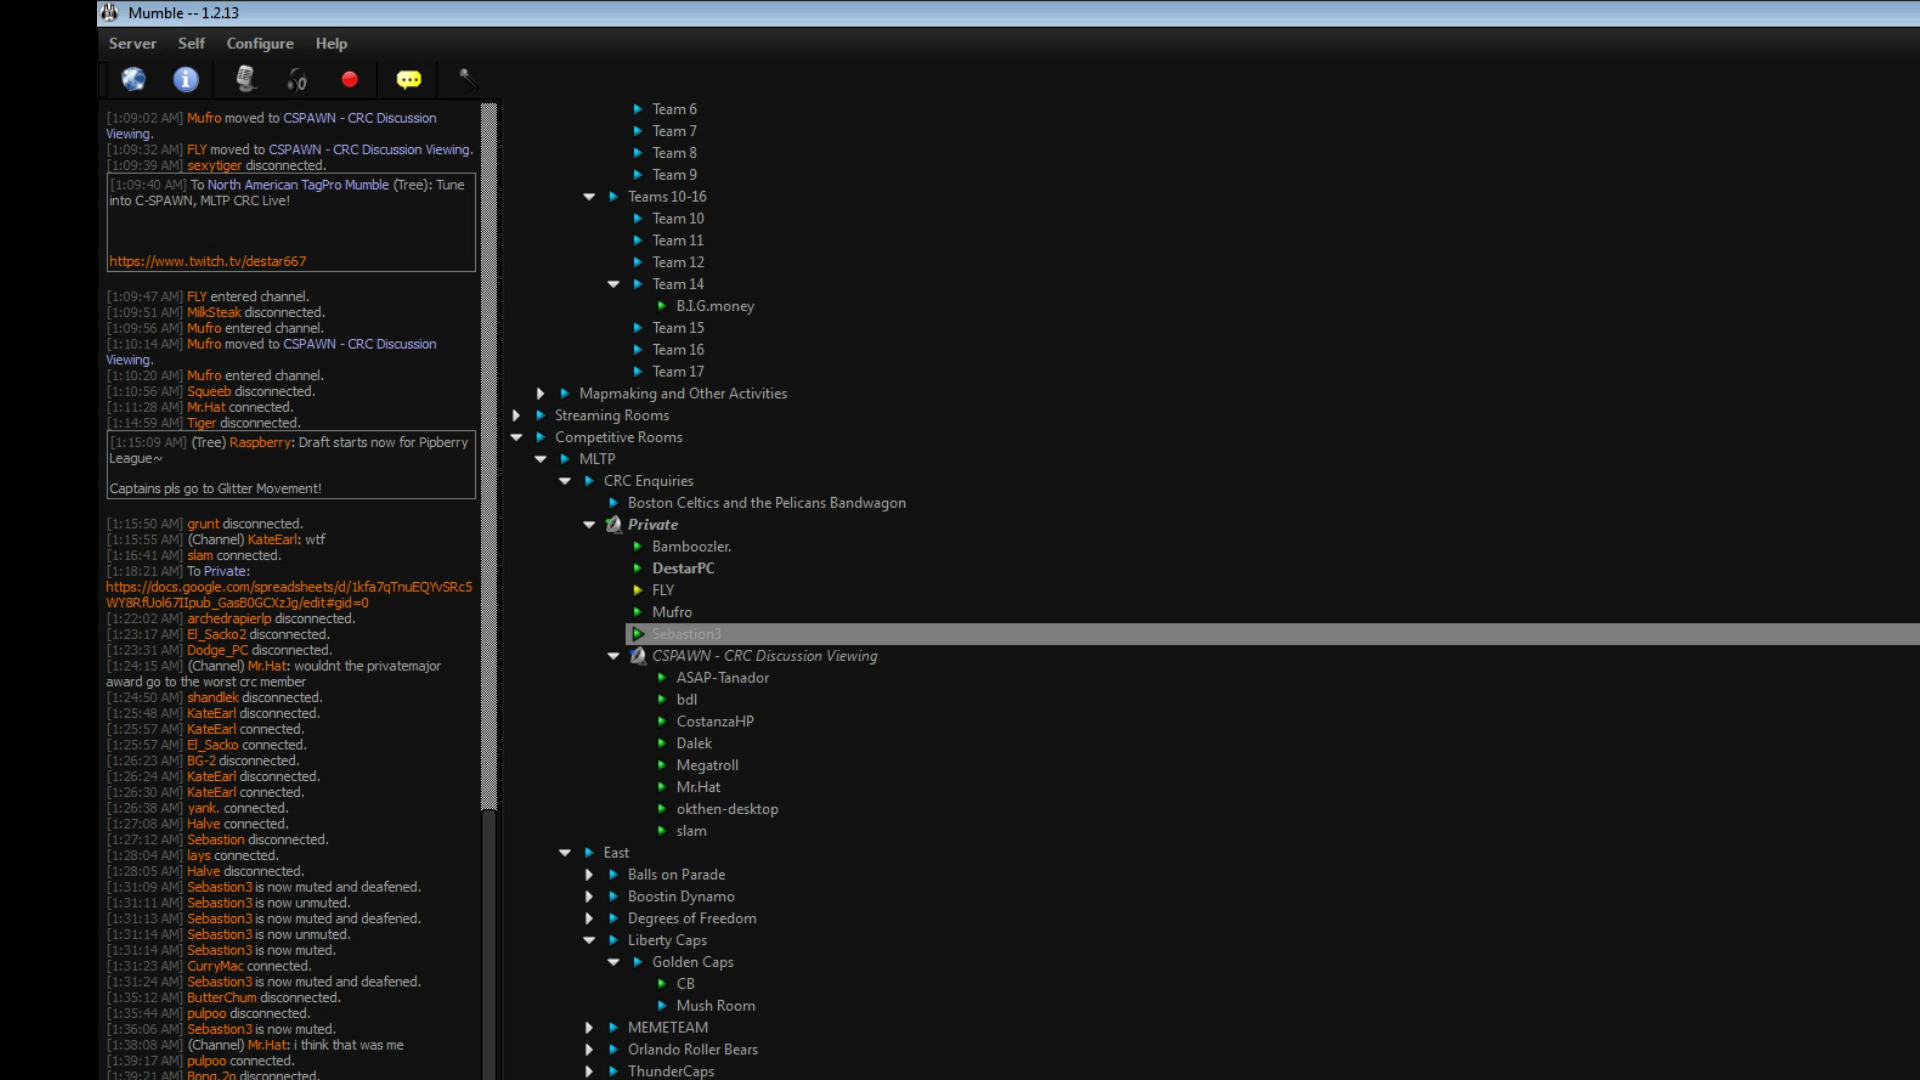 Mumble -- 1.2.13
Server Self Configure Help
[1:09:02 AM] Mufro moved to CSPAWN - CRC Discussion
Viewing.
[1:09:32 AM] FLY moved to CSPAWN - CRC Discussion Viewing.
[1:09:39 AM] sexytiger disconnected.
[1:09:40 AM] To North American TagPro Mumble (Tree): Tune
into C-SPAWN, MLTP CRC Live!
https://www.twitch.tv/destar667
[1:09:47 AM] FLY entered channel.
[1:09:51 AM] MilkSteak disconnected.
[1:09:56 AM] Mufro entered channel.
[1:10:14 AM] Mufro moved to CSPAWN - CRC Discussion
Viewing.
[1:10:20 AM] Mufro entered channel.
[1:10:56 AM] Squeeb disconnected.
[1:11:28 AM] Mr.Hat connected.
[1:14:59 AM] Tiger disconnected.
[1:15:09 AM] (Tree) Raspberry: Draft starts now for Pipberry
League~
Captains pls go to Glitter Movement!
[1:15:50 AM] grunt disconnected.
[1:15:55 AM] (Channel) KateEarl: wtf
[1:16:41 AM] slam connected.
[1:18:21 AM] To Private:
https://docs.google.com/spreadsheets/d/1kfa7qTnuEQYvSRc5
WY8RfUol67IIpub_GasB0GCXzJg/edit#gid=0
[1:22:02 AM] archedrapierlp disconnected.
[1:23:17 AM] El_Sacko2 disconnected.
[1:23:31 AM] Dodge_PC disconnected.
[1:24:15 AM] (Channel) Mr.Hat: wouldnt the privatemajor
award go to the worst crc member
[1:24:50 AM] shandlek disconnected.
[1:25:48 AM] KateEarl disconnected.
[1:25:57 AM] KateEarl connected.
[1:25:57 AM] El_Sacko connected.
[1:26:23 AM] BG-2 disconnected.
[1:26:24 AM] KateEarl disconnected.
[1:26:30 AM] KateEarl connected.
[1:26:38 AM] yank. connected.
[1:27:08 AM] Halve connected.
[1:27:12 AM] Sebastion disconnected.
[1:28:04 AM] lays connected.
[1:28:05 AM] Halve disconnected.
[1:31:09 AM] Sebastion3 is now muted and deafened.
[1:31:11 AM] Sebastion3 is now unmuted.
[1:31:13 AM] Sebastion3 is now muted and deafened.
[1:31:14 AM] Sebastion3 is now unmuted.
[1:31:14 AM] Sebastion3 is now muted.
[1:31:23 AM] CurryMac connected.
[1:31:24 AM] Sebastion3 is now muted and deafened.
[1:35:12 AM] ButterChum disconnected.
[1:35:44 AM] pulpoo disconnected.
[1:36:06 AM] Sebastion3 is now muted.
[1:38:08 AM] (Channel) Mr.Hat: i think that was me
[1:39:17 AM] pulpoo connected.
[1:39:21 AM] Bong.2o disconnected.
Team 6
Team 7
Team 8
Team 9
Teams 10-16
Team 10
Team 11
Team 12
Team 14
B.I.G.money
Team 15
Team 16
Team 17
Mapmaking and Other Activities
Streaming Rooms
Competitive Rooms
MLTP
CRC Enquiries
Boston Celtics and the Pelicans Bandwagon
Private
Bamboozler.
DestarPC
FLY
Mufro
Sebastion3
CSPAWN - CRC Discussion Viewing
ASAP-Tanador
bdl
CostanzaHP
Dalek
Megatroll
Mr.Hat
okthen-desktop
slam
East
Balls on Parade
Boostin Dynamo
Degrees of Freedom
Liberty Caps
Golden Caps
CB
Mush Room
MEMETEAM
Orlando Roller Bears
ThunderCaps